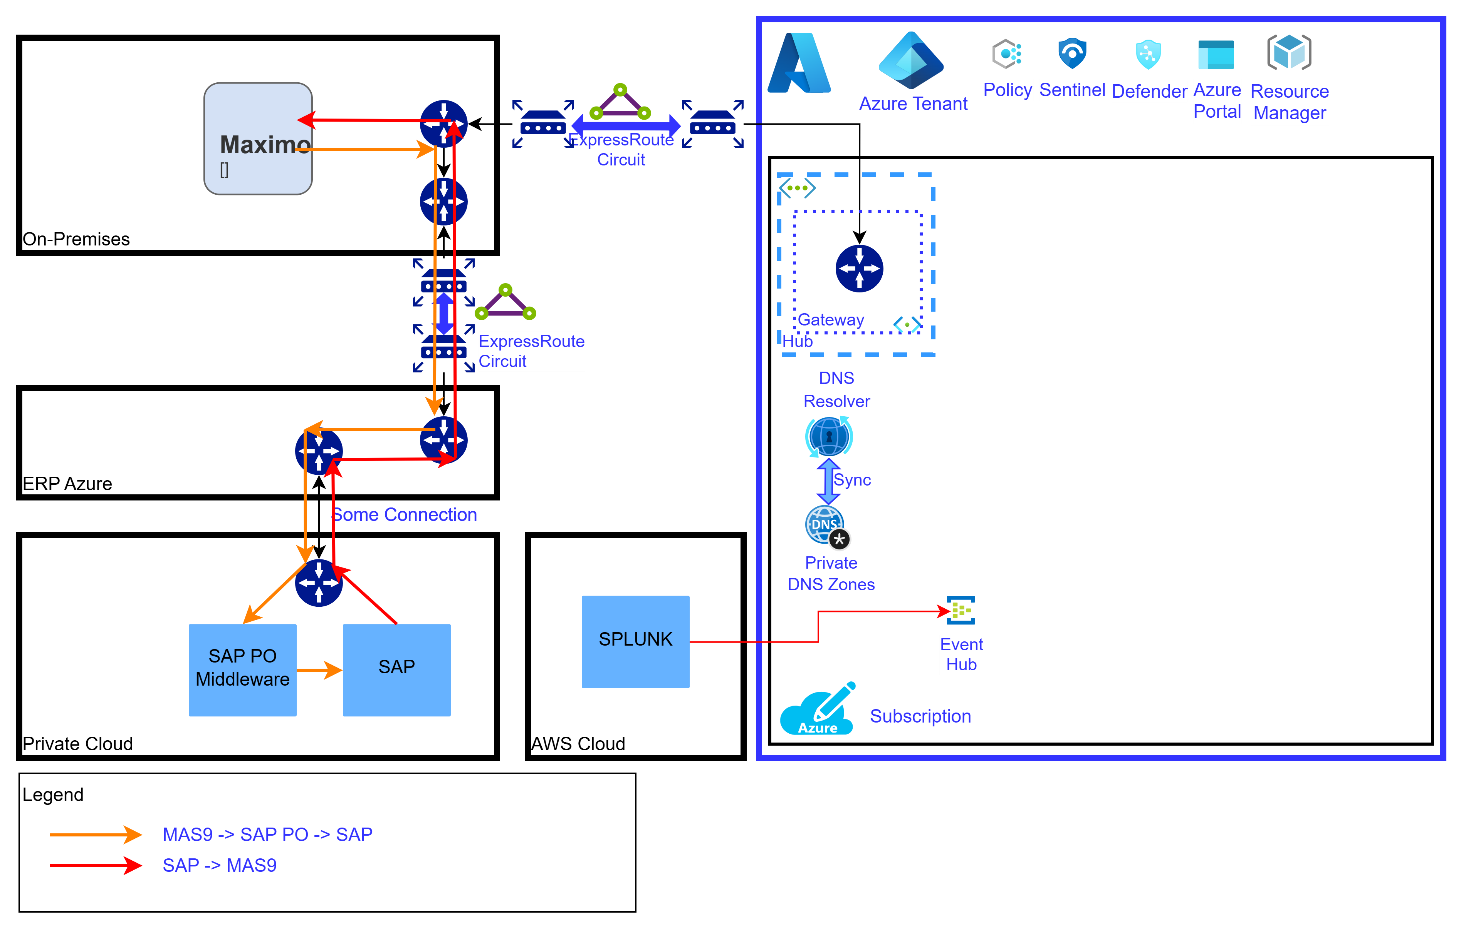 Azure Tenant
Policy
Sentinel
Defender
Azure
Portal
Resource
Manager
Maximo
[]
On-Premises
ExpressRoute
Circuit
Gateway
Hub
ExpressRoute
Circuit
DNS
Resolver
Sync
DNS
Private
DNS Zones
ERP Azure
Some Connection
SAP PO
Middleware
SAP
Private Cloud
SPLUNK
AWS Cloud
Event
Hub
Azure
Subscription
Legend
MAS9 -> SAP PO -> SAP
SAP -> MAS9